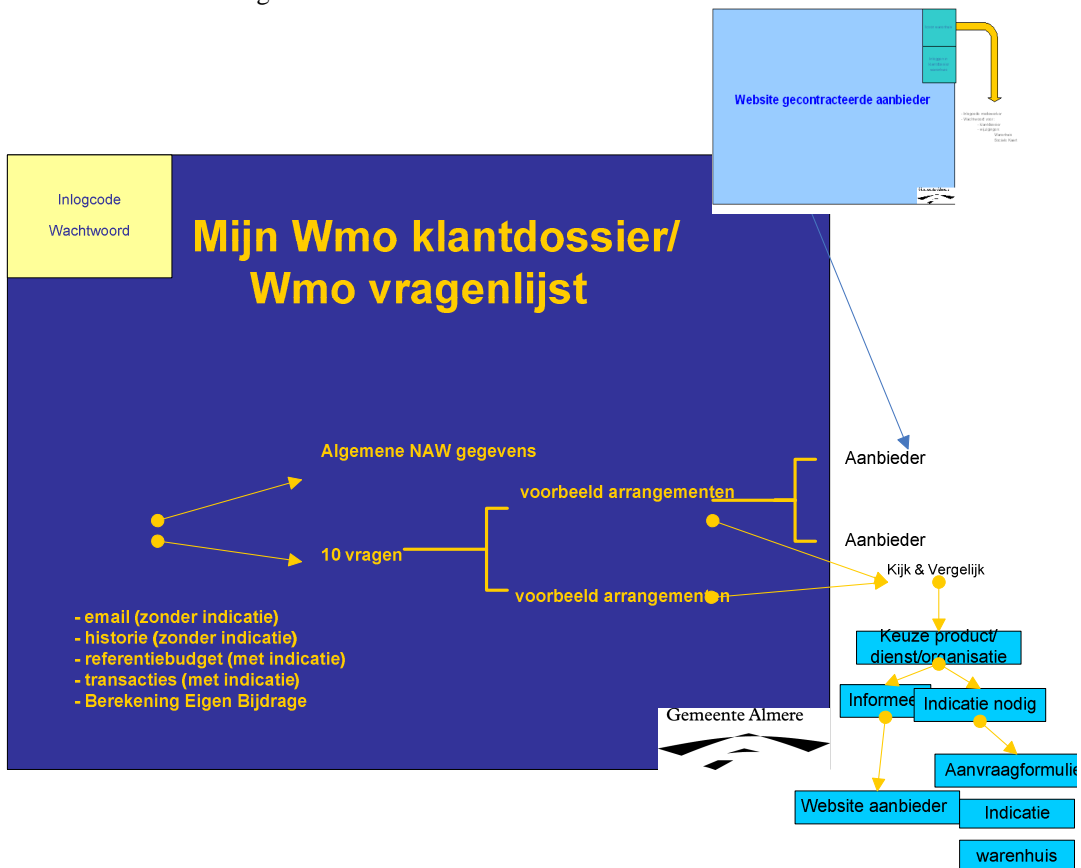 Website gecontracteerde aanbieder
Inlogcode
Wachtwoord
Mijn Wmo klantdossier/
Wmo vragenlijst
Algemene NAW gegevens
voorbeeld arrangementen
10 vragen
voorbeeld arrangementen
Aanbieder
Aanbieder
Kijk & Vergelijk
- email (zonder indicatie)
- historie (zonder indicatie)
- referentiebudget (met indicatie)
- transacties (met indicatie)
- Berekening Eigen Bijdrage
Gemeente Almere
Keuze product/
dienst/organisatie
Informee
Indicatie nodig
Aanvraagformulie
Website aanbieder
Indicatie
warenhuis